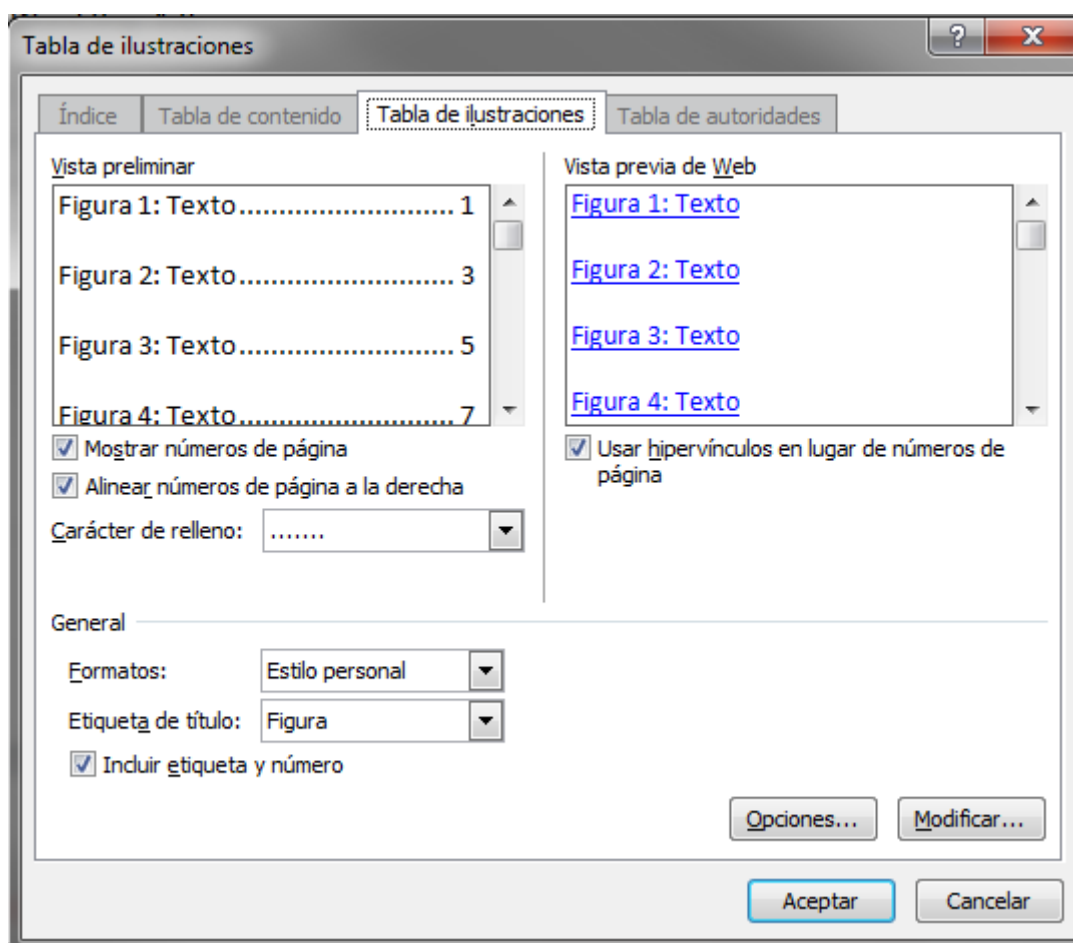 Tabla de ilustraciones
Índice Tabla de contenido Tabla de ilustraciones Tabla de autoridades
Vista preliminar
Figura 1: Texto........................... 1
Figura 2: Texto........................... 3
Figura 3: Texto........................... 5
Figura 4: Texto........................... 7
Mostrar números de página
Alinear números de página a la derecha
Carácter de relleno: .......
Vista previa de Web
Figura 1: Texto
Figura 2: Texto
Figura 3: Texto
Figura 4: Texto
Usar hipervínculos en lugar de números de
página
General
Formatos: Estilo personal
Etiqueta de título: Figura
Incluir etiqueta y número
Opciones... Modificar...
Aceptar Cancelar